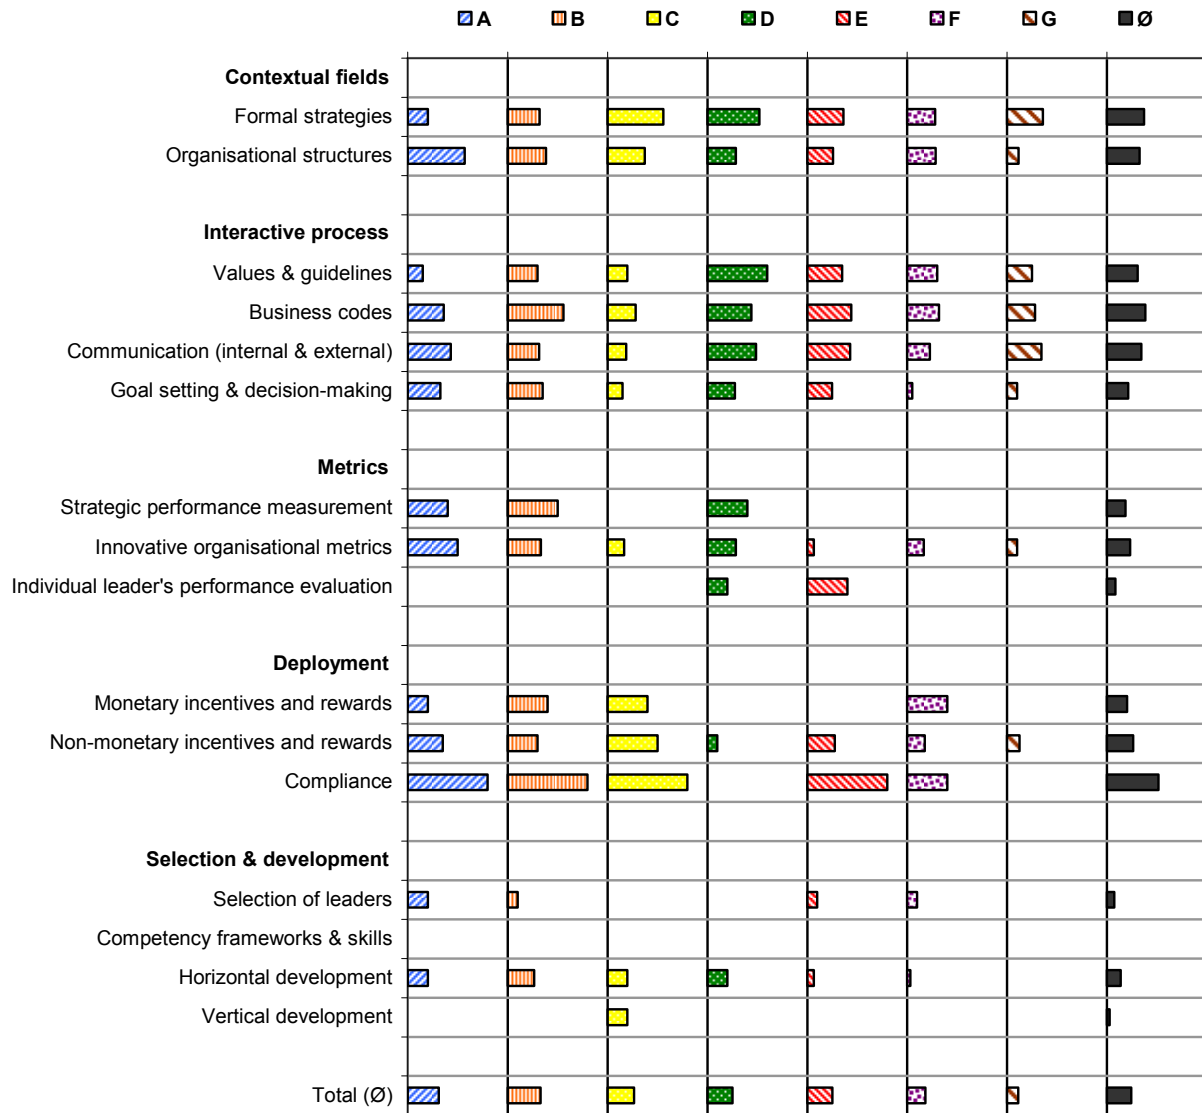 A B C D E F G Ø
Contextual fields
Formal strategies
Organisational structures
Interactive process
Values & guidelines
Business codes
Communication (internal & external)
Goal setting & decision-making
Metrics
Strategic performance measurement
Innovative organisational metrics
Individual leader's performance evaluation
Deployment
Monetary incentives and rewards
Non-monetary incentives and rewards
Compliance
Selection & development
Selection of leaders
Competency frameworks & skills
Horizontal development
Vertical development
Total (Ø)